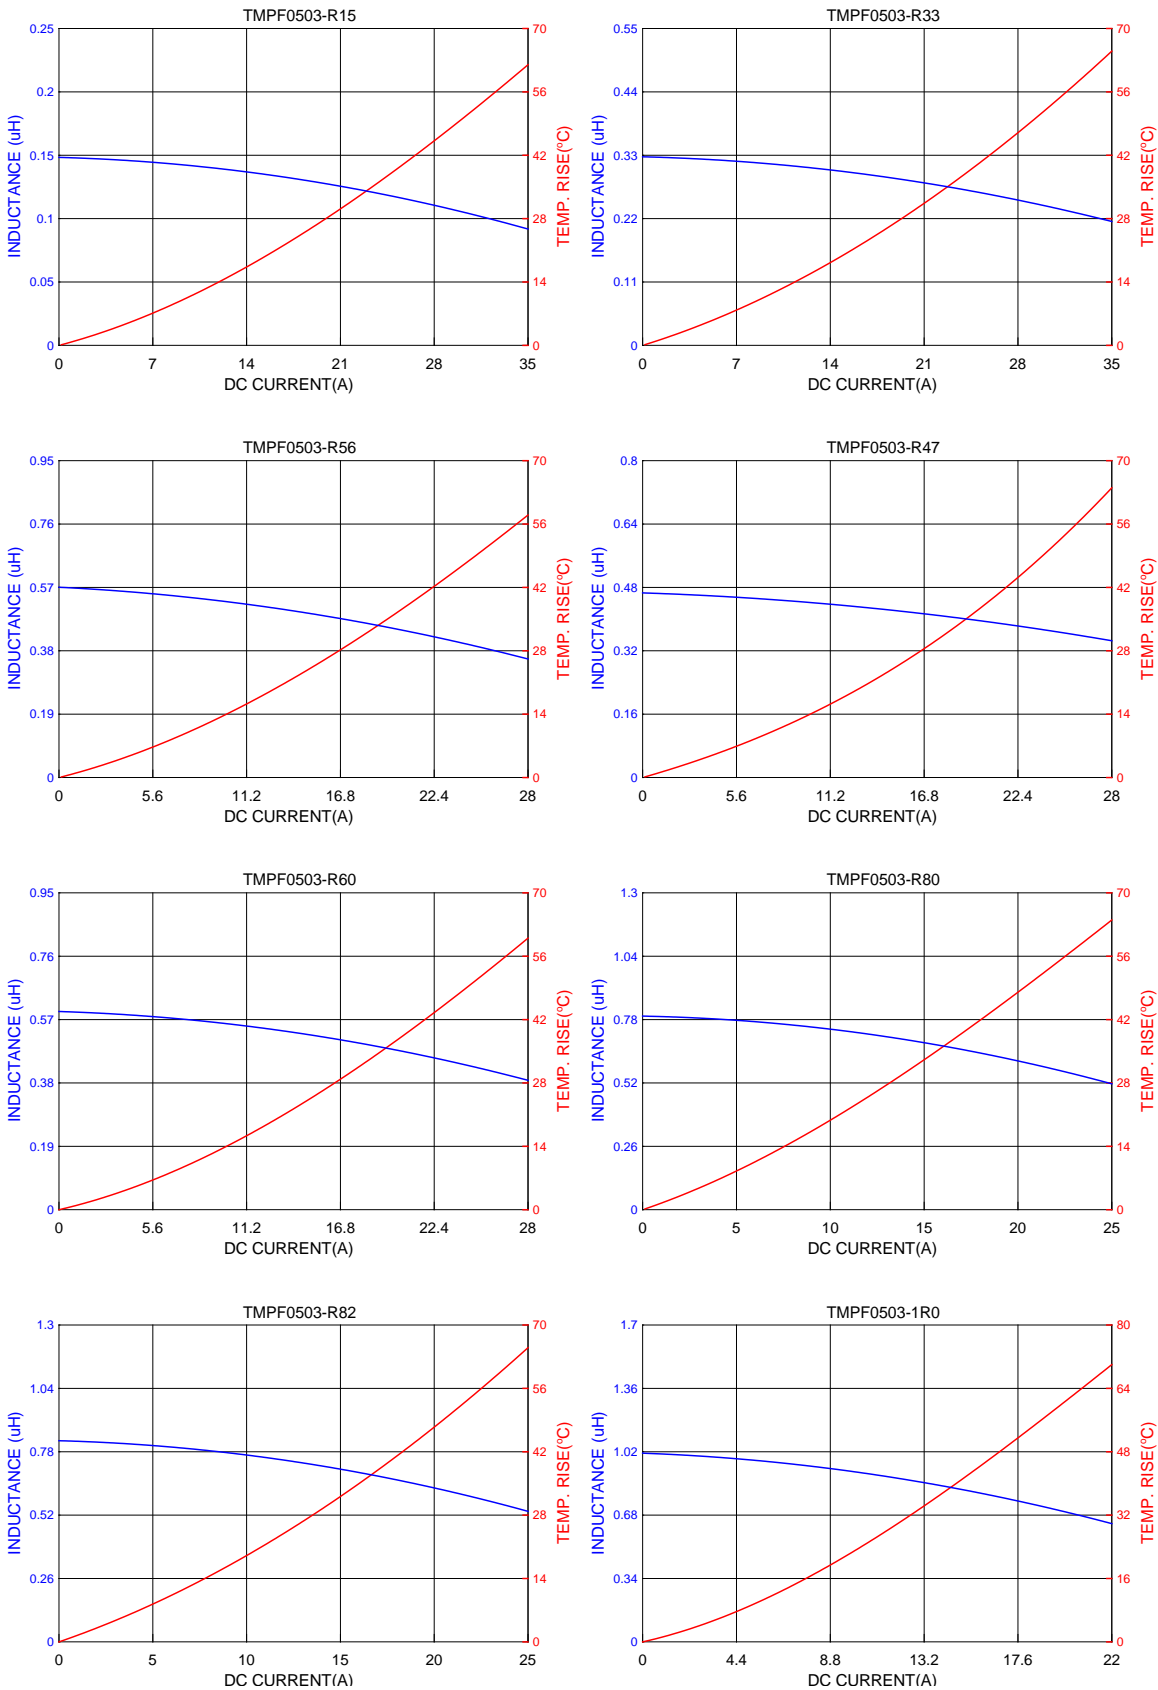 TMPF0503-R15
0.25
0.2
0.15
0.1
0.05
0
70
56
42
28
14
0
0 7 14 21 28 35
DC CURRENT(A)
INDUCTANCE (uH)
TEMP. RISE(ºC)
TMPF0503-R33
0.55
0.44
0.33
0.22
0.11
0
70
56
42
28
14
0
0 7 14 21 28 35
DC CURRENT(A)
INDUCTANCE (uH)
TEMP. RISE(ºC)
TMPF0503-R56
0.95
0.76
0.57
0.38
0.19
0
70
56
42
28
14
0
0 5.6 11.2 16.8 22.4 28
DC CURRENT(A)
INDUCTANCE (uH)
TEMP. RISE(ºC)
TMPF0503-R47
0.8
0.64
0.48
0.32
0.16
0
70
56
42
28
14
0
0 5.6 11.2 16.8 22.4 28
DC CURRENT(A)
INDUCTANCE (uH)
TEMP. RISE(ºC)
TMPF0503-R60
0.95
0.76
0.57
0.38
0.19
0
70
56
42
28
14
0
0 5.6 11.2 16.8 22.4 28
DC CURRENT(A)
INDUCTANCE (uH)
TEMP. RISE(ºC)
TMPF0503-R80
1.3
1.04
0.78
0.52
0.26
0
70
56
42
28
14
0
0 5 10 15 20 25
DC CURRENT(A)
INDUCTANCE (uH)
TEMP. RISE(ºC)
TMPF0503-R82
1.3
1.04
0.78
0.52
0.26
0
70
56
42
28
14
0
0 5 10 15 20 25
DC CURRENT(A)
INDUCTANCE (uH)
TEMP. RISE(ºC)
TMPF0503-1R0
1.7
1.36
1.02
0.68
0.34
0
80
64
48
32
16
0
0 4.4 8.8 13.2 17.6 22
DC CURRENT(A)
INDUCTANCE (uH)
TEMP. RISE(ºC)